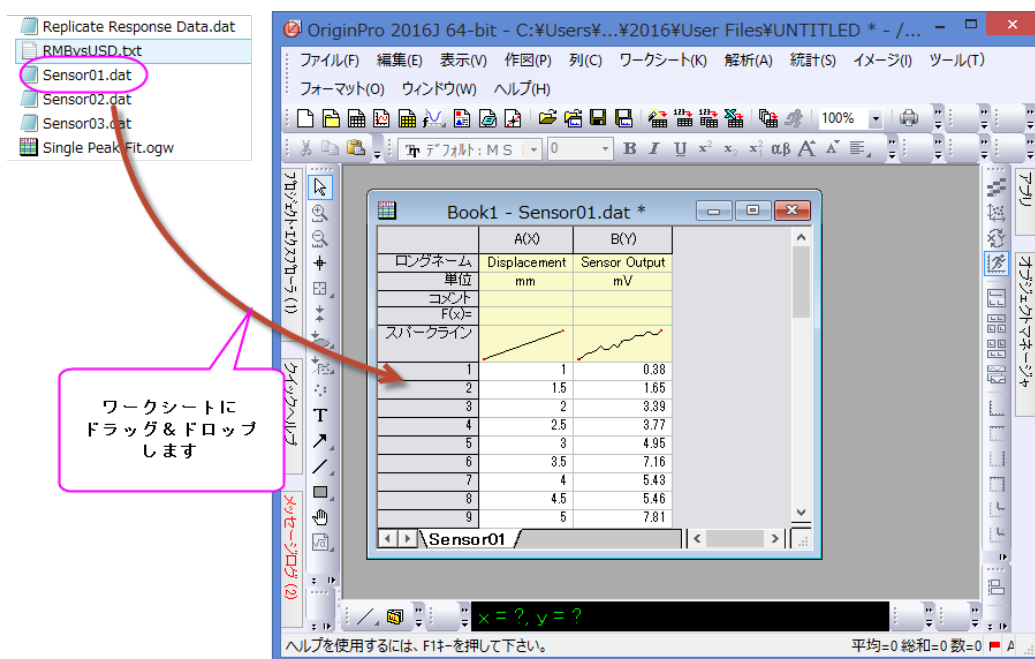 Replicate Response Data.dat
RMBvsUSD.txt
Sensor01.dat
Sensor02.dat
Sensor03.dat
Single Peak Fit.ogw
ワークシートに
ドラッグ＆ドロップ
します
OriginPro 2016J 64-bit - C:¥Users¥...¥2016¥User Files¥UNTITLED * - /...
ファイル(F) 編集(E) 表示(V) 作図(P) 列(C) ワークシート(K) 解析(A) 統計(S) イメージ(I) ツール(T)
フォーマット(O) ウィンドウ(W) ヘルプ(H)
100%
ﾃﾞﾌｫﾙﾄ: M S 0 B I U x² x₂ αβ A A
プロジェクト・エクスプローラ (1)
クイックヘルプ
メッセージログ (2)
T
Book1 - Sensor01.dat *
A(X) B(Y)
ロングネーム Displacement Sensor Output
単位 mm mV
コメント
F(x)=
スパークライン
1 1 0.38
2 1.5 1.65
3 2 3.39
4 2.5 3.77
5 3 4.95
6 3.5 7.16
7 4 5.43
8 4.5 5.46
9 5 7.81
Sensor01
アプリ
オブジェクトマネージャ
x = ?, y = ?
ヘルプを使用するには、F1ｷｰを押して下さい。
平均=0 総和=0 数=0 A